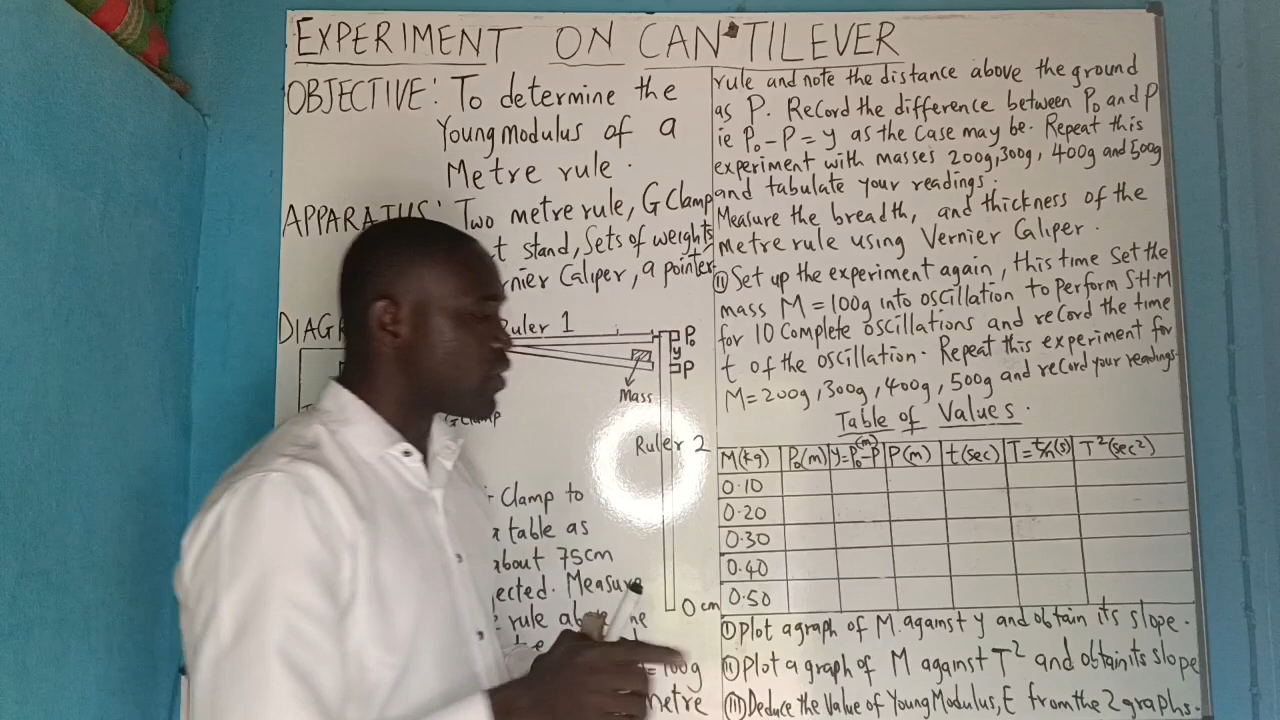 EXPERIMENT ON CANTILEVER
OBJECTIVE: To determine the
Young modulus of a
Metre rule.
APPARATUS: Two metre rule, G Clamp
stand, Sets of weights,
Caliper, a pointer
Ruler 1
P₀
y
P
Mass
G Clamp
Ruler 2
0 cm
Clamp to
table as
75cm
Measure
rule
100g
metre
rule and note the distance above the ground
as P. Record the difference between P₀ and P
ie P₀ - P = y as the case may be. Repeat this
experiment with masses 200g, 300g, 400g and 500g
and tabulate your readings.
Measure the breadth, and thickness of the
metre rule using Vernier Caliper.
(II) Set up the experiment again, this time set the
mass M = 100g into oscillation to perform S.H.M
for 10 Complete oscillations and record the time
t of the oscillation. Repeat this experiment for
M = 200g, 300g, 400g, 500g and record your readings.
Table of Values.
M(kg) P₀(m) y=P₀-P(m) P(m) t(sec) T=t/n(s) T²(sec²)
0.10
0.20
0.30
0.40
0.50
(I) Plot a graph of M against y and obtain its slope.
(II) Plot a graph of M against T² and obtain its slope
(III) Deduce the Value of Young Modulus, E from the 2 graphs.